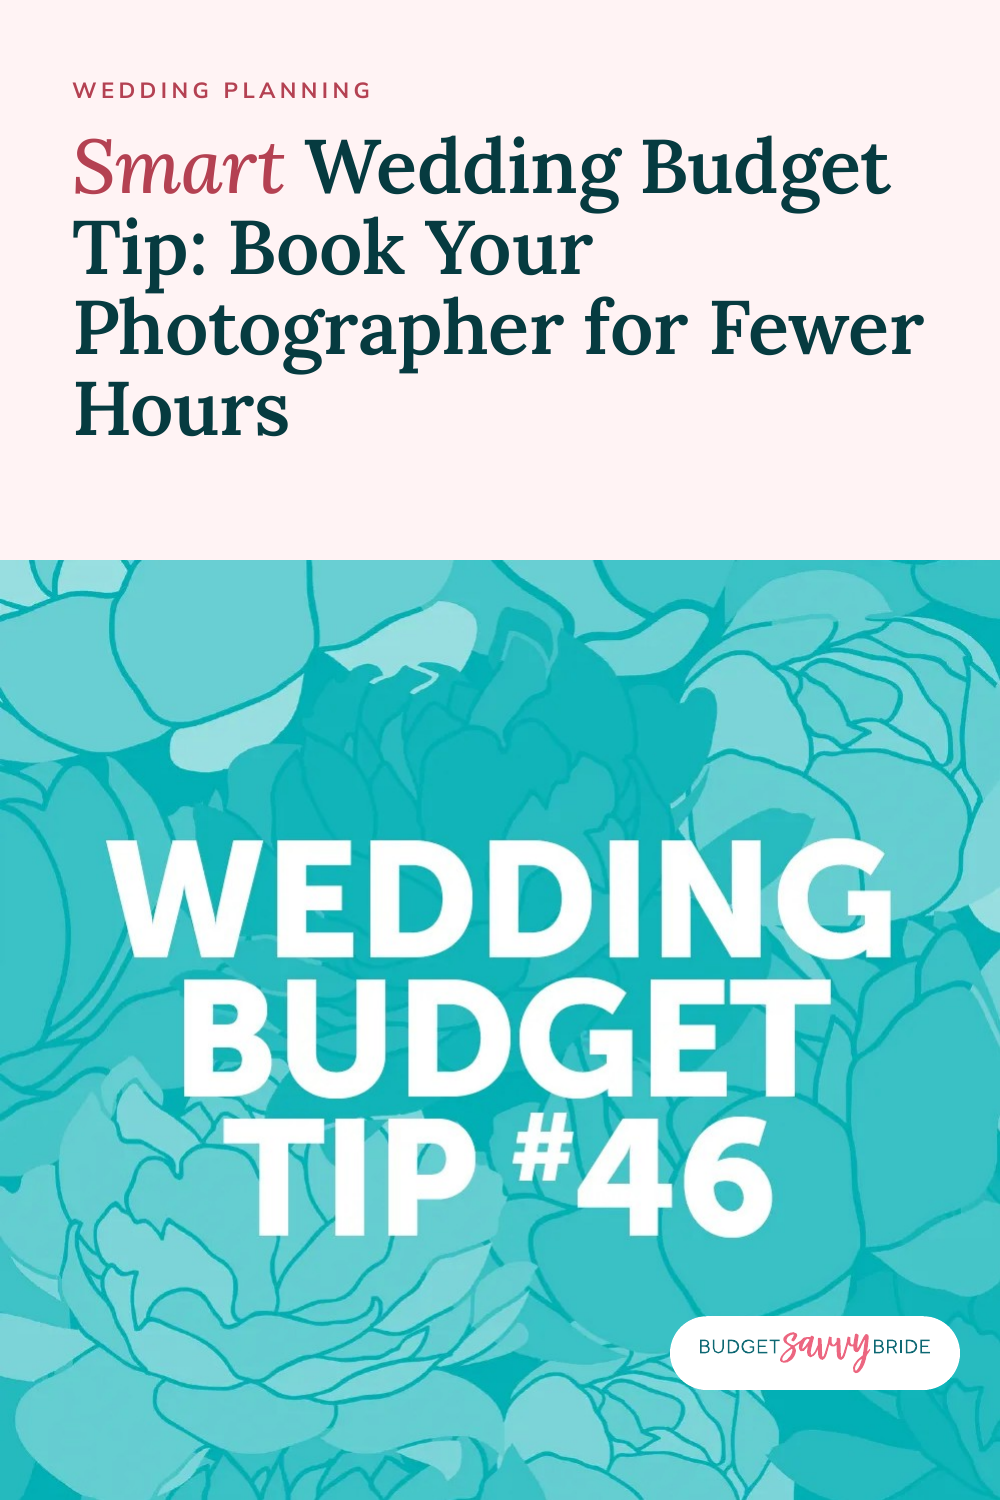 WEDDING PLANNING
Smart Wedding Budget
Tip: Book Your
Photographer for Fewer
Hours
WEDDING
BUDGET
TIP #46
BUDGET savvy BRIDE